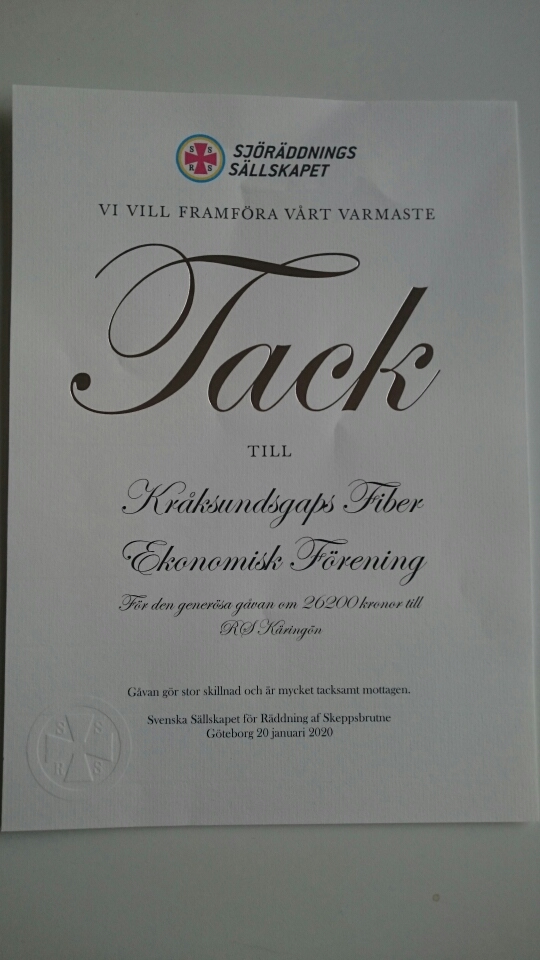 S S
R S
SJÖRÄDDNINGS
SÄLLSKAPET
VI VILL FRAMFÖRA VÅRT VARMASTE
Tack
TILL
Kråksundsgaps Fiber
Ekonomisk Förening
För den generösa gåvan om 26200 kronor till
RS Käringön
Gåvan gör stor skillnad och är mycket tacksamt mottagen.
Svenska Sällskapet för Räddning af Skeppsbrutne
Göteborg 20 januari 2020
S S
R S